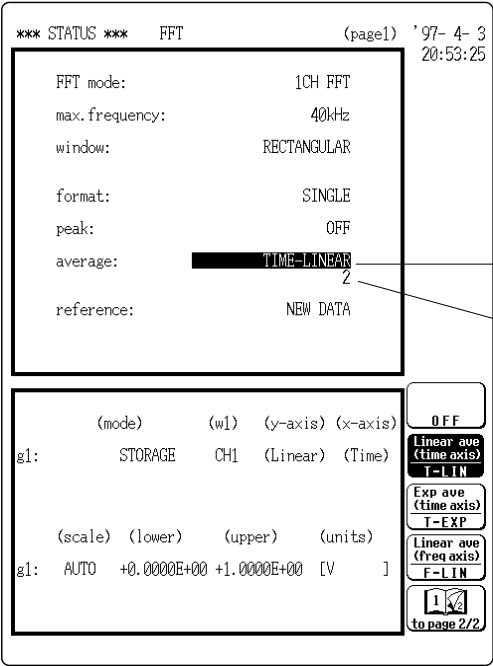 *** STATUS *** FFT (page1) '97- 4- 3
20:53:25
FFT mode: 1CH FFT
max.frequency: 40kHz
window: RECTANGULAR
format: SINGLE
peak: OFF
average: TIME-LINEAR
2
reference: NEW DATA
(mode) (w1) (y-axis) (x-axis)
g1: STORAGE CH1 (Linear) (Time)
(scale) (lower) (upper) (units)
g1: AUTO +0.0000E+00 +1.0000E+00 [V ]
OFF
Linear ave
(time axis)
T-LIN
Exp ave
(time axis)
T-EXP
Linear ave
(freq axis)
F-LIN
1 2
to page 2/2